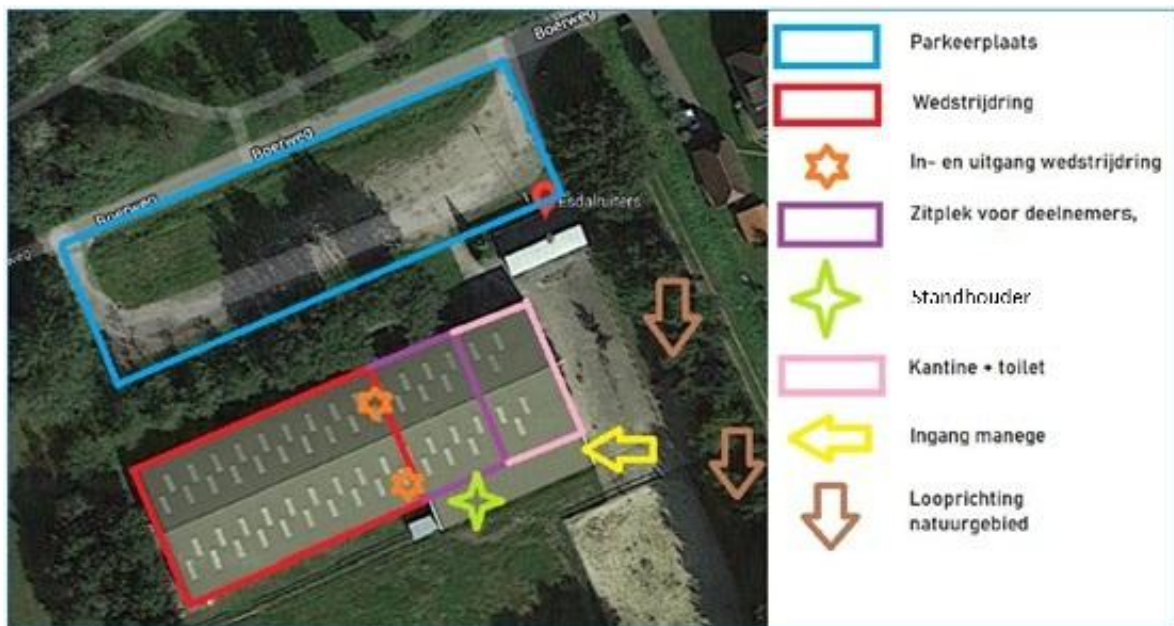 Boerweg
Boerweg
Boerweg
weg
Esdalruiters
Parkeerplaats
Wedstrijdring
In- en uitgang wedstrijdring
Zitplek voor deelnemers,
Standhouder
Kantine + toilet
Ingang manege
Looprichting
natuurgebied